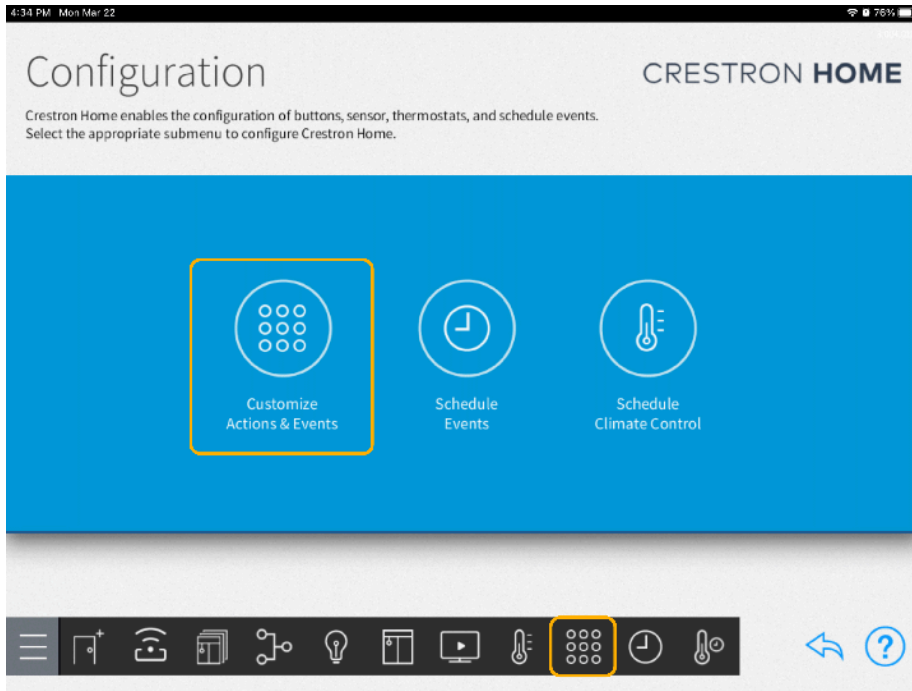 4:34 PM Mon Mar 22
76%
Configuration
CRESTRON HOME
Crestron Home enables the configuration of buttons, sensor, thermostats, and schedule events.
Select the appropriate submenu to configure Crestron Home.
Customize
Actions & Events
Schedule
Events
Schedule
Climate Control
?